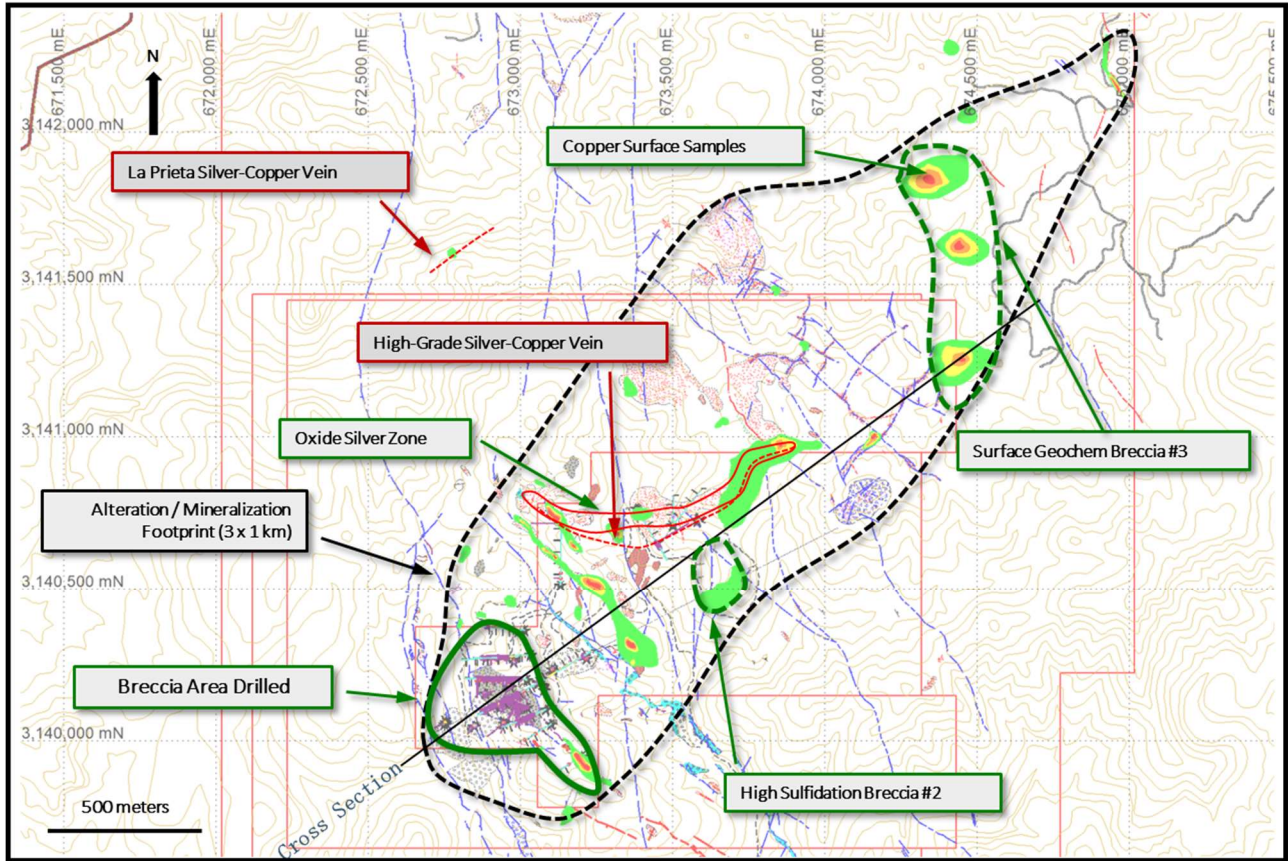 671.500 mE
672.000 mE
672.500 mE
673.000 mE
673.500 mE
674.000 mE
674.500 mE
N
3,142.000 mN
Copper Surface Samples
La Prieta Silver-Copper Vein
3,141.500 mN
High-Grade Silver-Copper Vein
Oxide Silver Zone
3,141.000 mN
Surface Geochem Breccia #3
Alteration / Mineralization
Footprint (3 x 1 km)
3,140.500 mN
Breccia Area Drilled
3,140.000 mN
High Sulfidation Breccia #2
500 meters
Cross Section